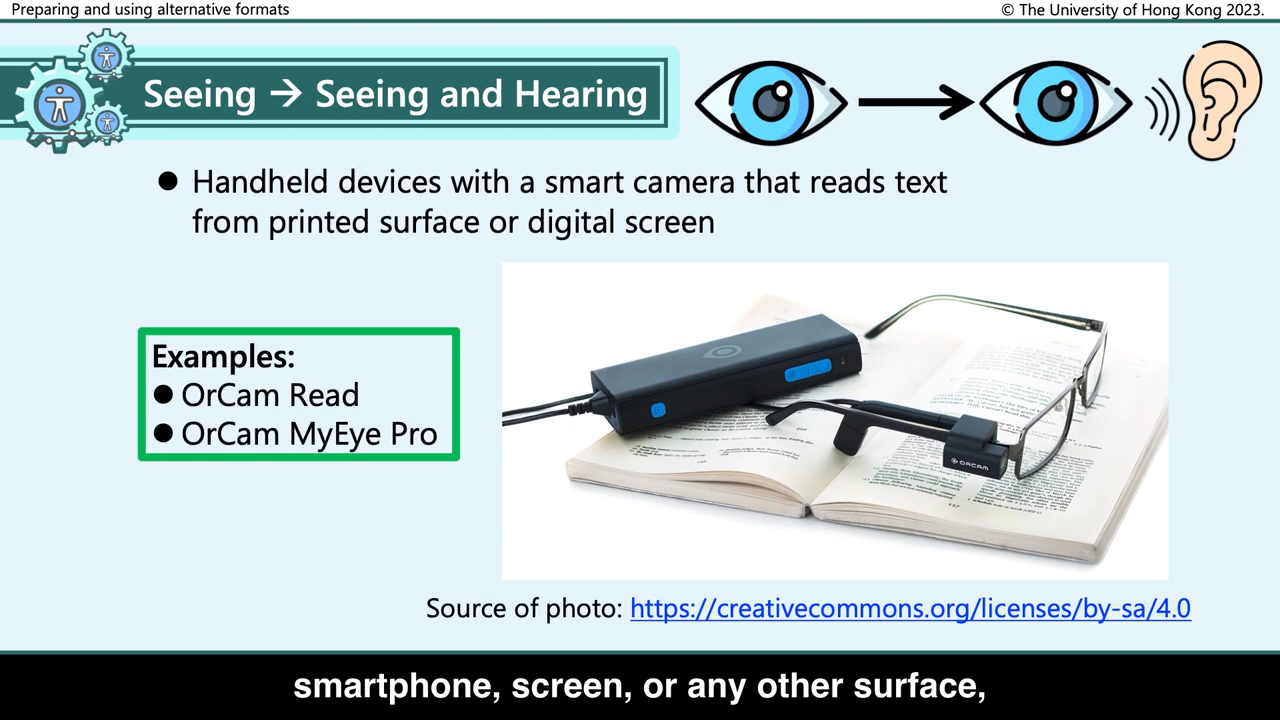 Preparing and using alternative formats
© The University of Hong Kong 2023.
Seeing → Seeing and Hearing
● Handheld devices with a smart camera that reads text
from printed surface or digital screen
Examples:
● OrCam Read
● OrCam MyEye Pro
ORCAM
Source of photo: https://creativecommons.org/licenses/by-sa/4.0
smartphone, screen, or any other surface,